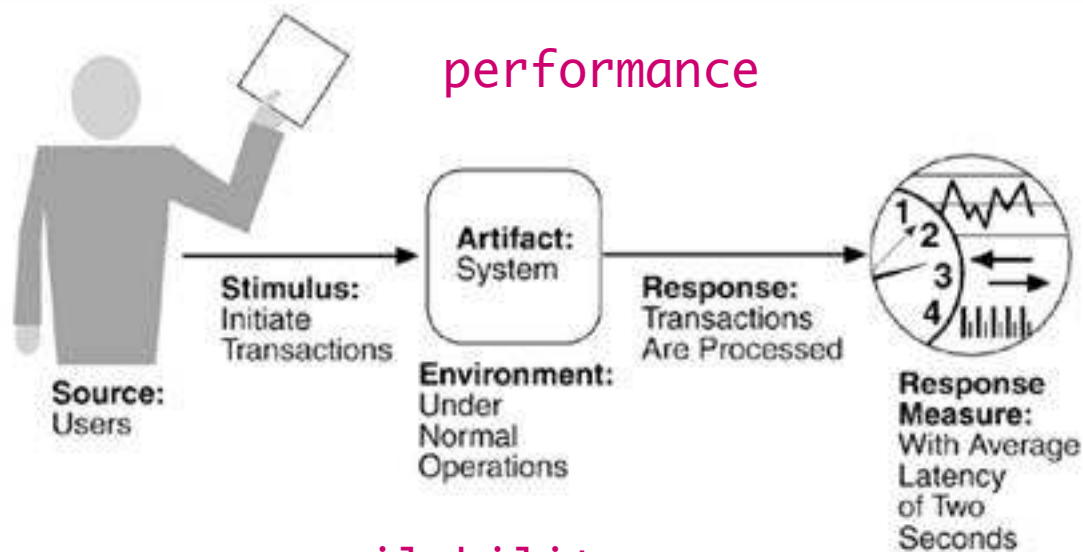 performance
1
2
3
4
Artifact:
System
Stimulus:
Initiate
Transactions
Response:
Transactions
Are Processed
Source:
Users
Environment:
Under
Normal
Operations
Response
Measure:
With Average
Latency
of Two
Seconds